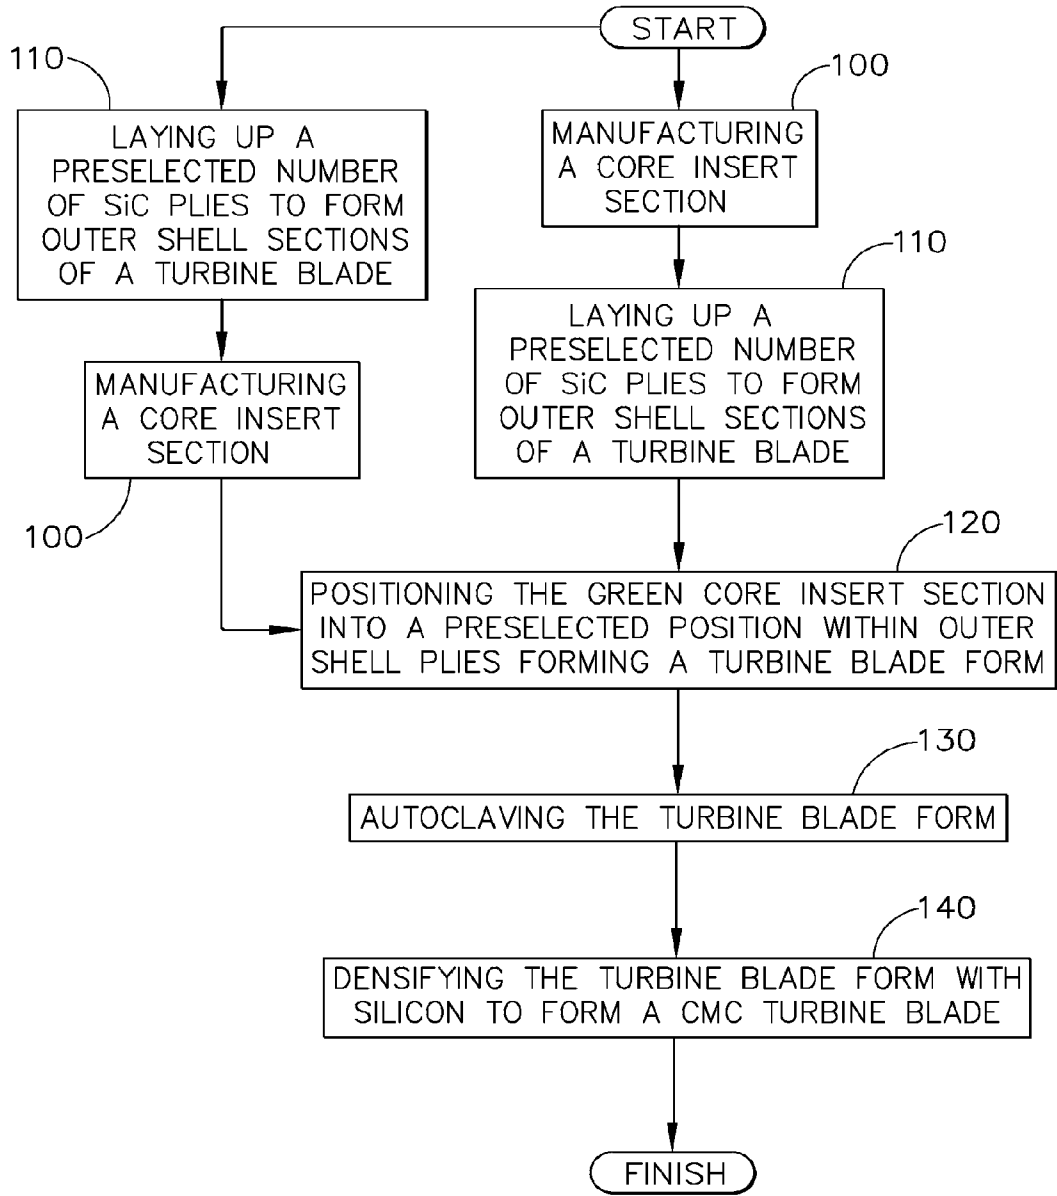 START
110
LAYING UP A
PRESELECTED NUMBER
OF SiC PLIES TO FORM
OUTER SHELL SECTIONS
OF A TURBINE BLADE
100
MANUFACTURING
A CORE INSERT
SECTION
110
LAYING UP A
PRESELECTED NUMBER
OF SiC PLIES TO FORM
OUTER SHELL SECTIONS
OF A TURBINE BLADE
MANUFACTURING
A CORE INSERT
SECTION
100
120
POSITIONING THE GREEN CORE INSERT SECTION
INTO A PRESELECTED POSITION WITHIN OUTER
SHELL PLIES FORMING A TURBINE BLADE FORM
130
AUTOCLAVING THE TURBINE BLADE FORM
140
DENSIFYING THE TURBINE BLADE FORM WITH
SILICON TO FORM A CMC TURBINE BLADE
FINISH